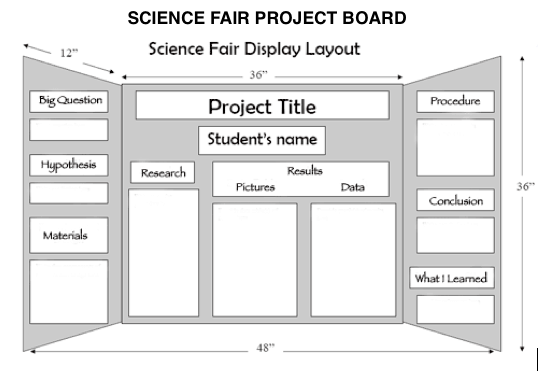 SCIENCE FAIR PROJECT BOARD
Science Fair Display Layout
12”
36”
Big Question
Hypothesis
Materials
Project Title
Student’s name
Research
Results
Pictures Data
Procedure
Conclusion
What I Learned
36”
48”